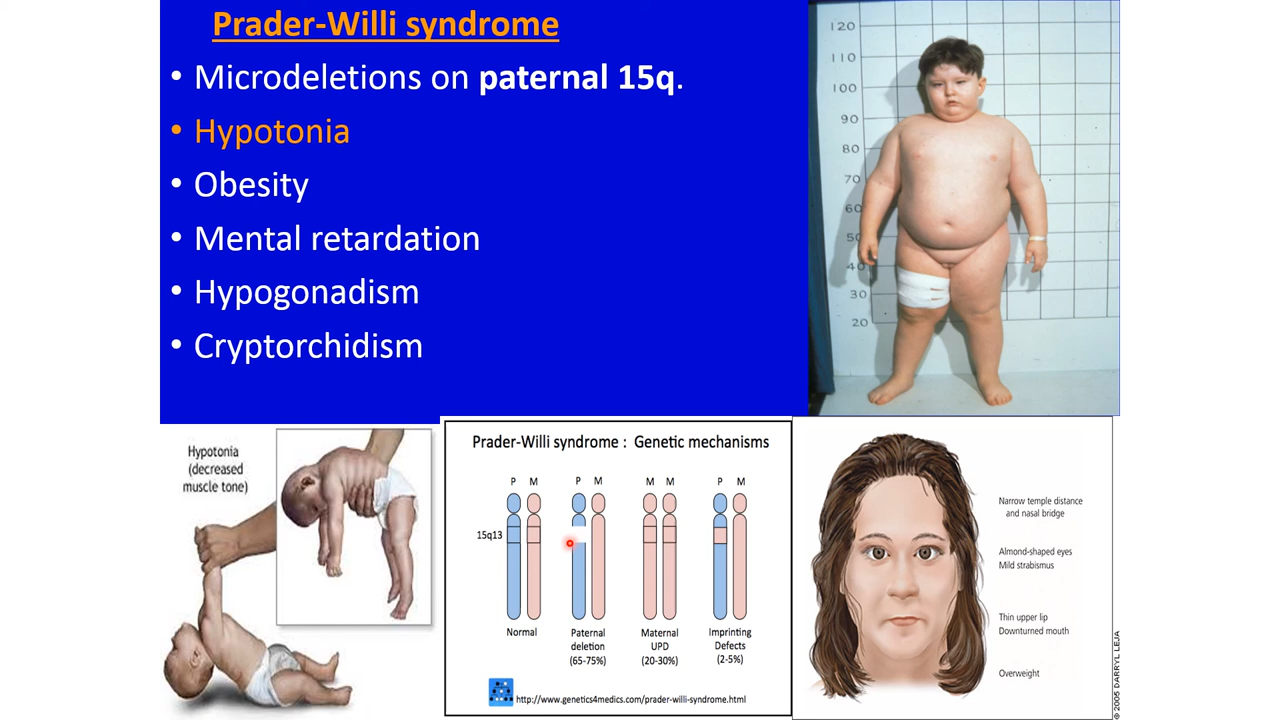 Prader-Willi syndrome
• Microdeletions on paternal 15q.
• Hypotonia
• Obesity
• Mental retardation
• Hypogonadism
• Cryptorchidism
120
110
100
90
80
70
60
50
40
30
20
Hypotonia
(decreased
muscle tone)
Prader-Willi syndrome : Genetic mechanisms
P M P M M M P M
15q13
Normal
Paternal
deletion
(65-75%)
Maternal
UPD
(20-30%)
Imprinting
Defects
(2-5%)
http://www.genetics4medics.com/prader-willi-syndrome.html
Narrow temple distance
and nasal bridge
Almond-shaped eyes
Mild strabismus
Thin upper lip
Downturned mouth
Overweight
© 2005 DARRYL LEJA